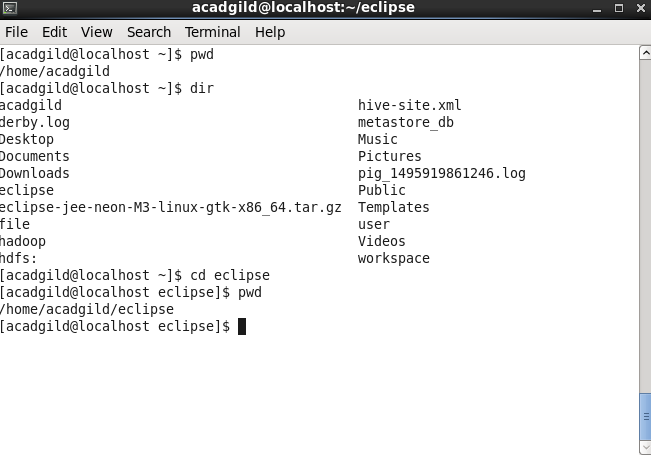 acadgild@localhost:~/eclipse
File Edit View Search Terminal Help
[acadgild@localhost ~]$ pwd
/home/acadgild
[acadgild@localhost ~]$ dir
acadgild hive-site.xml
derby.log metastore_db
Desktop Music
Documents Pictures
Downloads pig_1495919861246.log
eclipse Public
eclipse-jee-neon-M3-linux-gtk-x86_64.tar.gz Templates
file user
hadoop Videos
hdfs: workspace
[acadgild@localhost ~]$ cd eclipse
[acadgild@localhost eclipse]$ pwd
/home/acadgild/eclipse
[acadgild@localhost eclipse]$